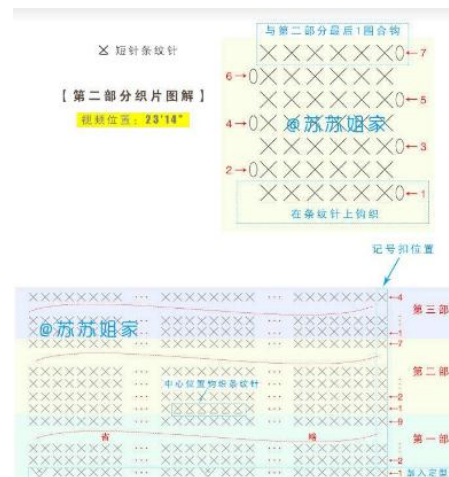 与第二部分最后1圈合钩
短针条纹针
7
6
【第二部分织片图解】
5
视频位置：23'14"
4
@苏苏姐家
3
2
1
在条纹针上钩织
记号扣位置
4
第三部
@苏苏姐家
1
7
第二部
中心位置钩织条纹针
2
1
9
省 略
第一部
2
1